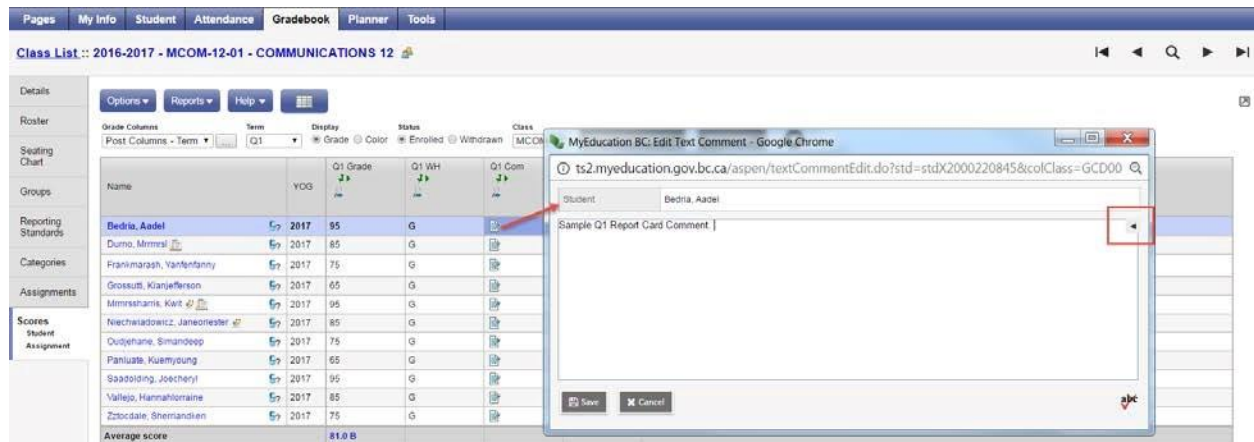 Pages My Info Student Attendance Gradebook Planner Tools
Class List :: 2016-2017 - MCOM-12-01 - COMMUNICATIONS 12
Details
Roster
Seating Chart
Groups
Reporting Standards
Categories
Assignments
Scores
Student
Assignment
Options Reports Help
Grade Columns Term Display Status Class
Post Columns - Term ... Q1 Grade Color Enrolled Withdrawn MCOM
Name YOG Q1 Grade Q1 WH Q1 Com
Bedria, Aadel 2017 95 G
Durno, Mrmrsl 2017 85 G
Frankmarash, Vanfenfanny 2017 75 G
Grossutti, Kianjefferson 2017 65 G
Mrmrssharris, Kwit 2017 95 G
Niechwiadowicz, Janeoriester 2017 85 G
Oudjehane, Simandeep 2017 75 G
Panluate, Kuemyoung 2017 65 G
Saadolding, Joecheryl 2017 95 G
Vallejo, Hannahlorraine 2017 85 G
Zztocdale, Sherriandken 2017 75 G
Average score 81.0 B
MyEducation BC: Edit Text Comment - Google Chrome
ts2.myeducation.gov.bc.ca/aspen/textCommentEdit.do?std=stdX2000220845&colClass=GCD00
Student Bedria, Aadel
Sample Q1 Report Card Comment.
Save Cancel
abc